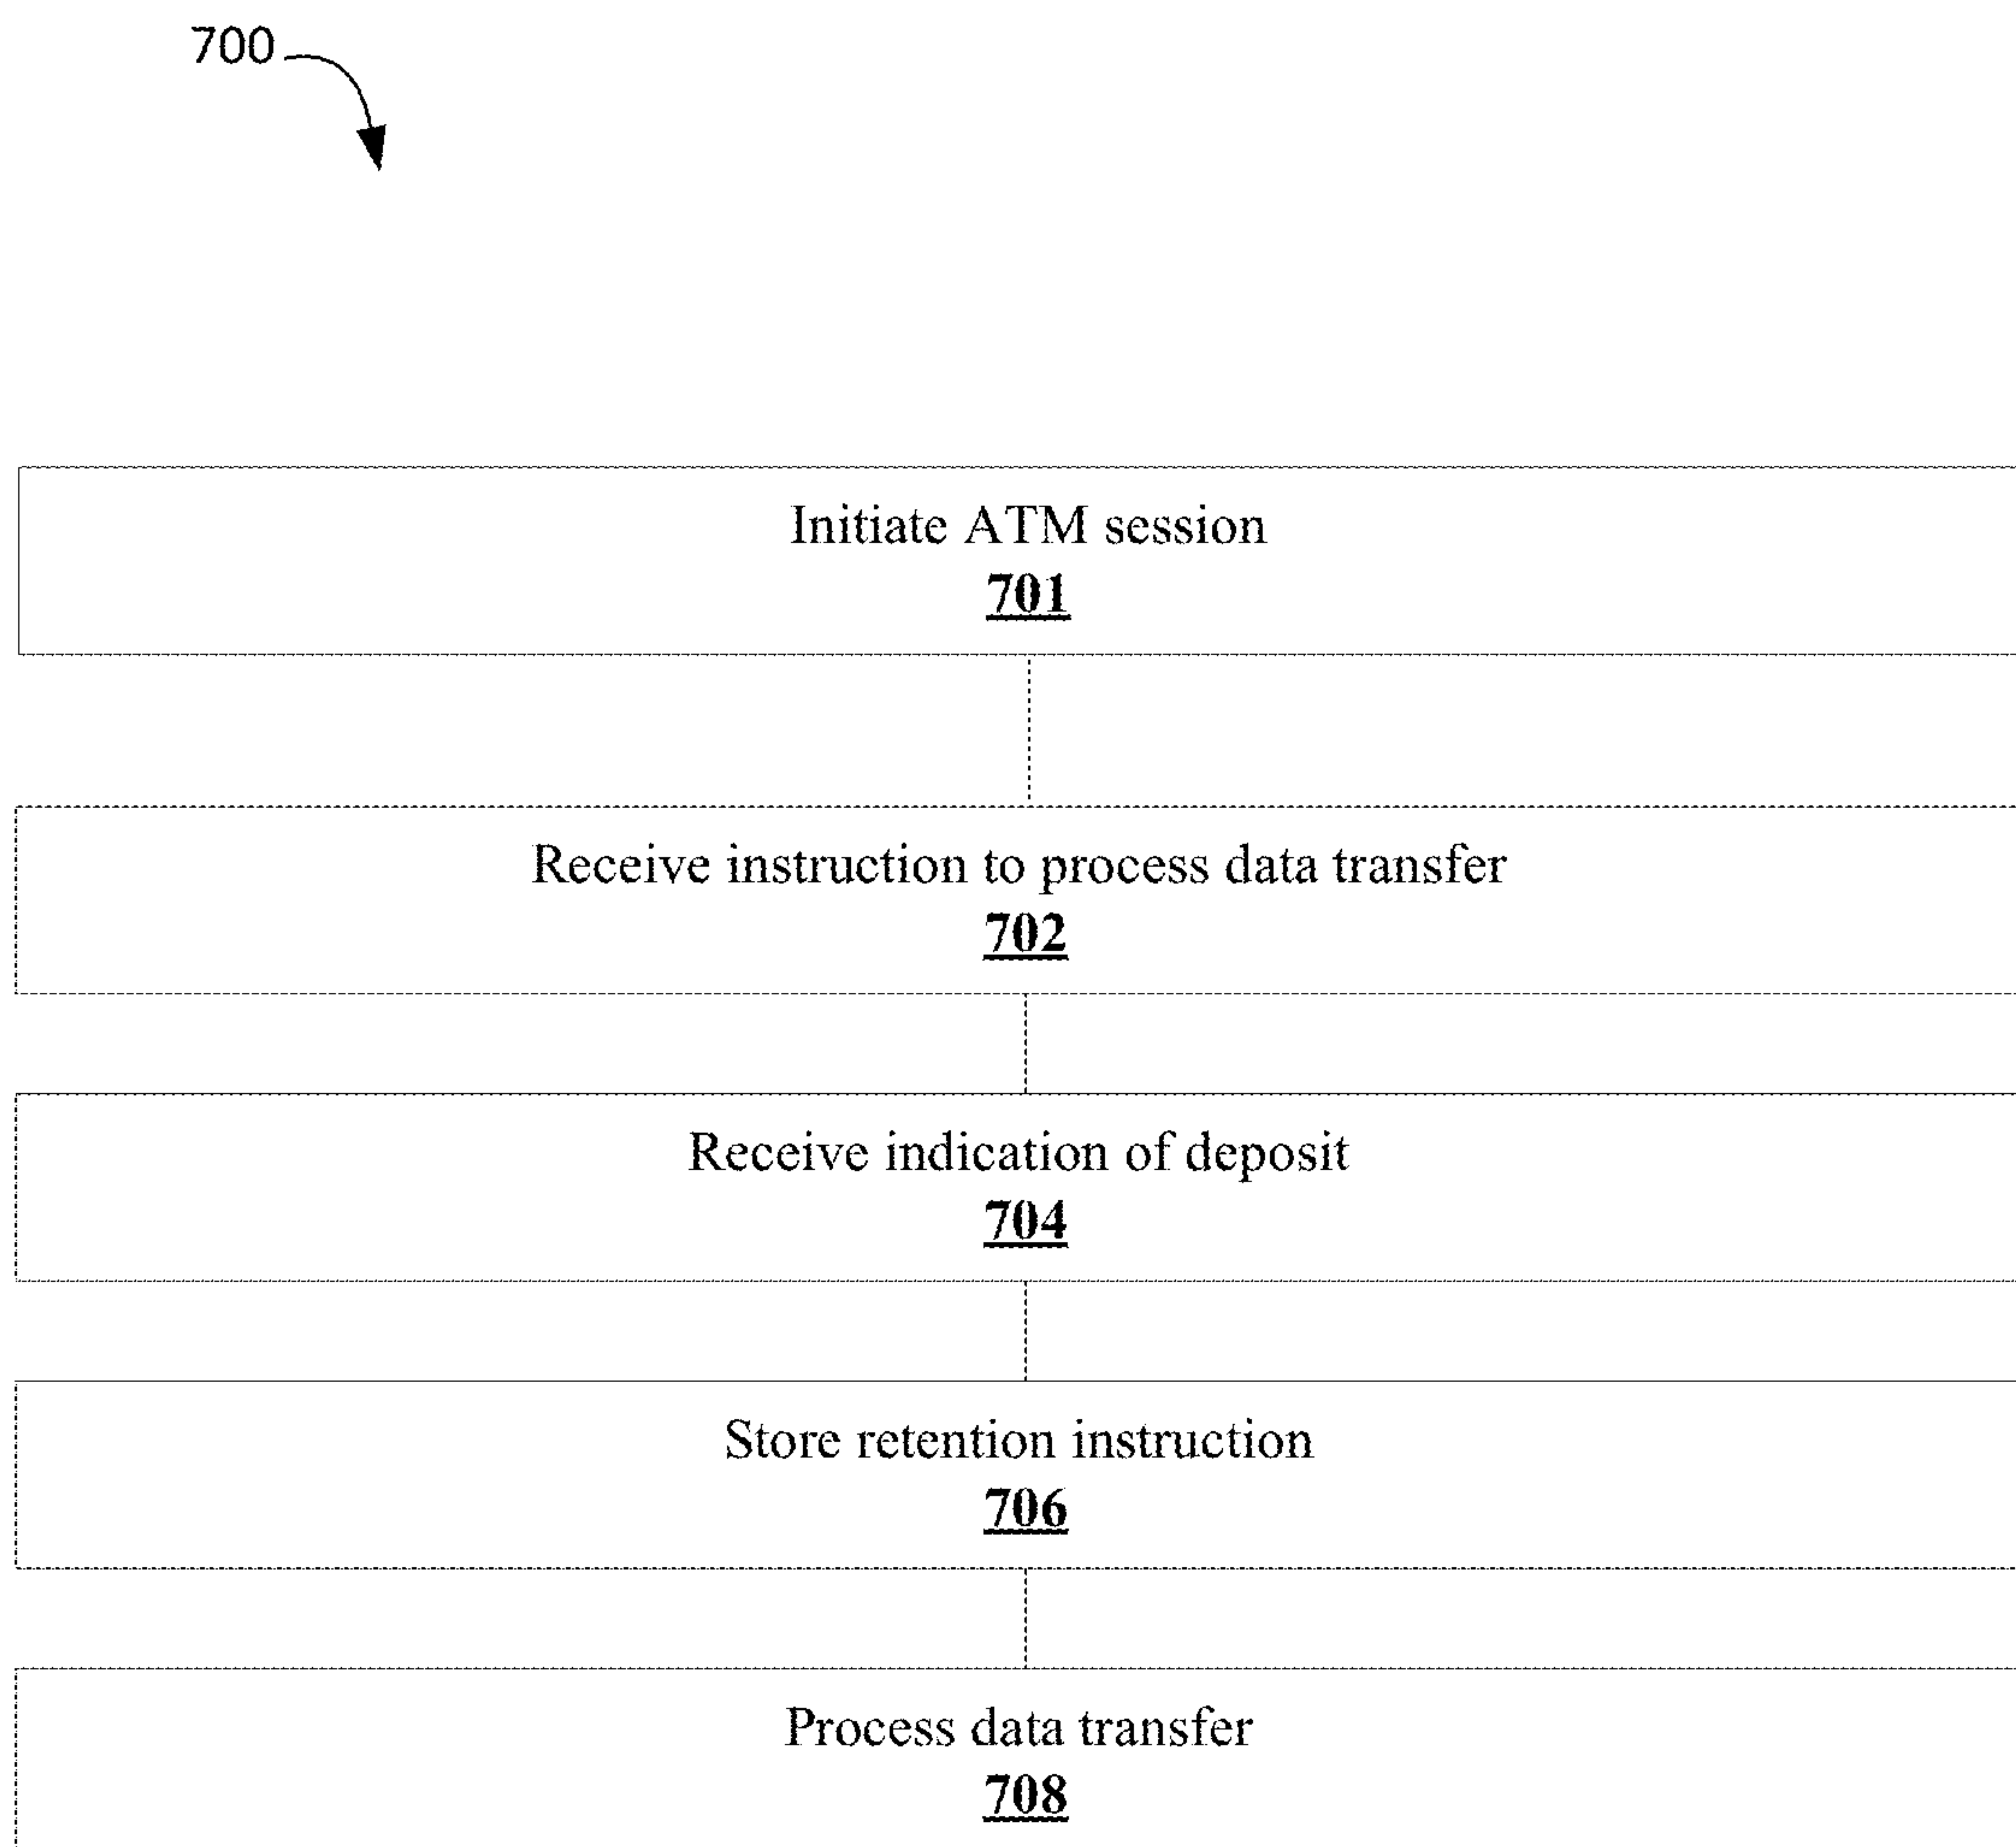 700
Initiate ATM session
701
Receive instruction to process data transfer
702
Receive indication of deposit
704
Store retention instruction
706
Process data transfer
708